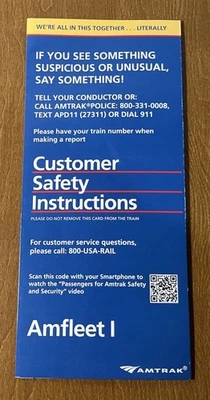 WE'RE ALL IN THIS TOGETHER . . . LITERALLY
IF YOU SEE SOMETHING
SUSPICIOUS OR UNUSUAL,
SAY SOMETHING!
TELL YOUR CONDUCTOR OR:
CALL AMTRAK POLICE: 800-331-0008,
TEXT APD11 (27311) OR DIAL 911
Please have your train number when
making a report
Customer
Safety
Instructions
PLEASE DO NOT REMOVE THIS CARD FROM THE TRAIN
For customer service questions,
please call: 800-USA-RAIL
Scan this code with your Smartphone to
watch the "Passengers for Amtrak Safety
and Security" video
Amfleet I
AMTRAK